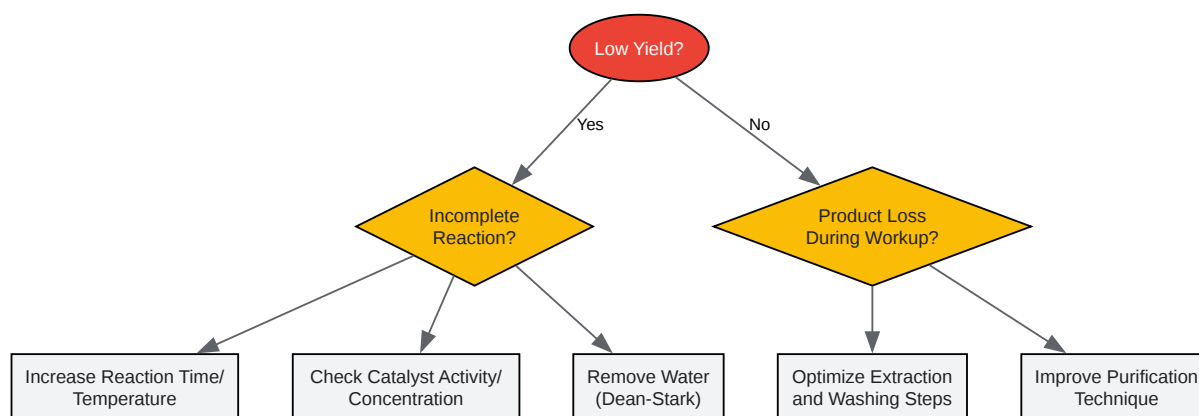 Low Yield?
Yes
No
Incomplete
Reaction?
Product Loss
During Workup?
Increase Reaction Time/
Temperature
Check Catalyst Activity/
Concentration
Remove Water
(Dean-Stark)
Optimize Extraction
and Washing Steps
Improve Purification
Technique